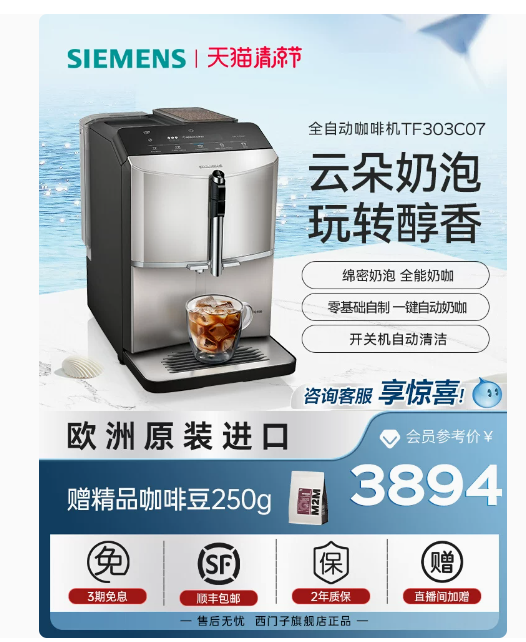 SIEMENS 天猫清凉节
全自动咖啡机TF303C07
云朵奶泡
玩转醇香
绵密奶泡 全能奶咖
零基础自制 一键自动奶咖
开关机自动清洁
咨询客服 享惊喜!
欧洲原装进口
会员参考价￥
3894
赠精品咖啡豆250g
M2M
免 SF 保 赠
3期免息 顺丰包邮 2年质保 直播间加赠
售后无忧 西门子旗舰店正品